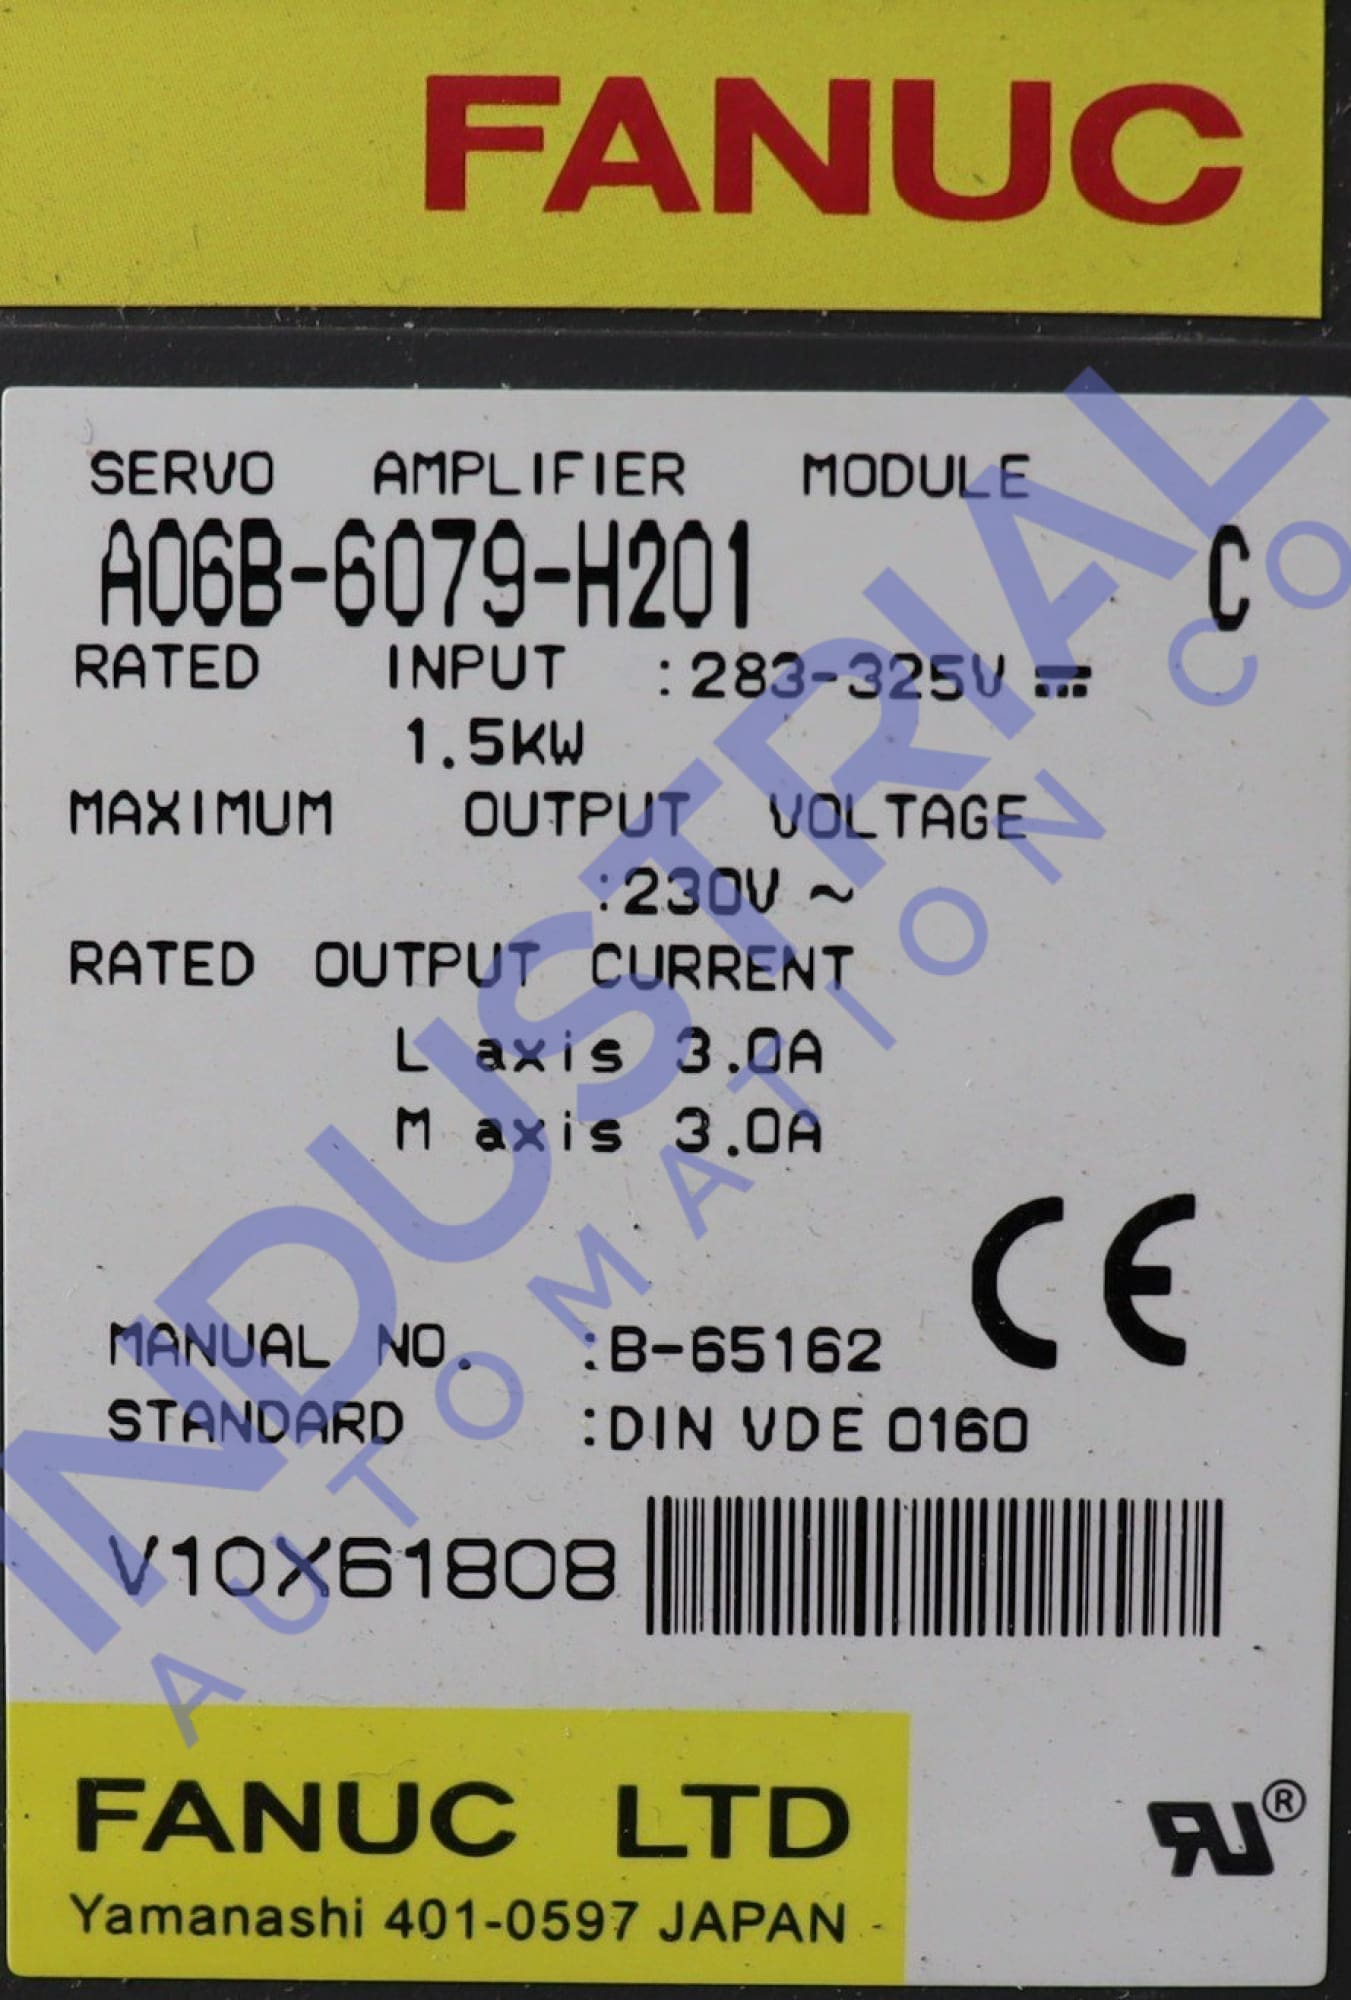 FANUC
SERVO AMPLIFIER MODULE
A06B-6079-H201 C
RATED INPUT :283-325V ⎓
1.5KW
MAXIMUM OUTPUT VOLTAGE
:230V ~
RATED OUTPUT CURRENT
L axis 3.0A
M axis 3.0A
CE
MANUAL NO. :B-65162
STANDARD :DIN VDE 0160
V10X61808
FANUC LTD
Yamanashi 401-0597 JAPAN
RU®
INDUSTRIAL
AUTOMATION CO